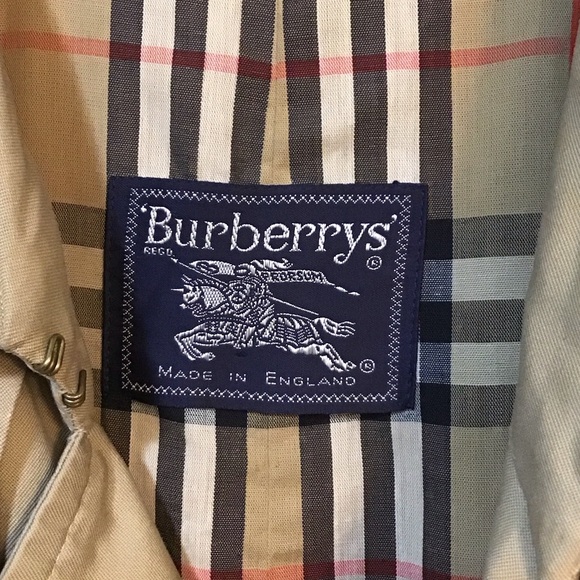 'Burberrys'
REGD.
PRORSUM
®
®
MADE IN ENGLAND